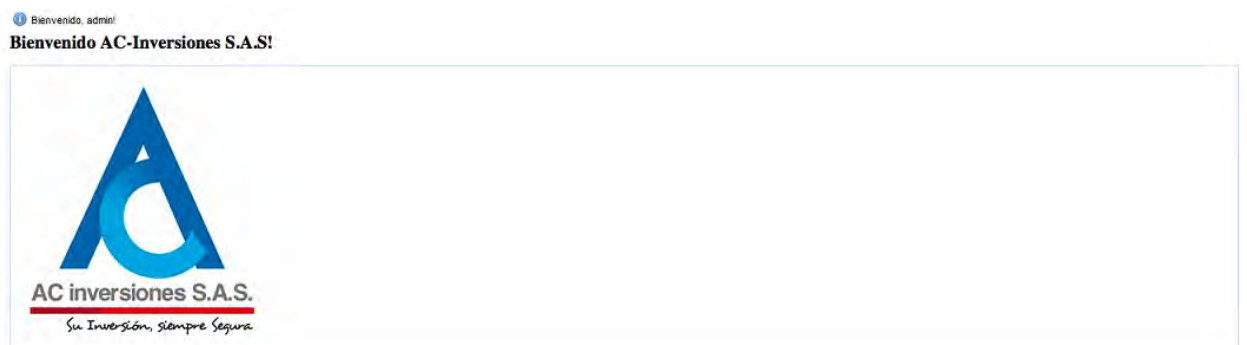 Bienvenido, admin!
Bienvenido AC-Inversiones S.A.S!
AC inversiones S.A.S.
Su Inversión, siempre Segura